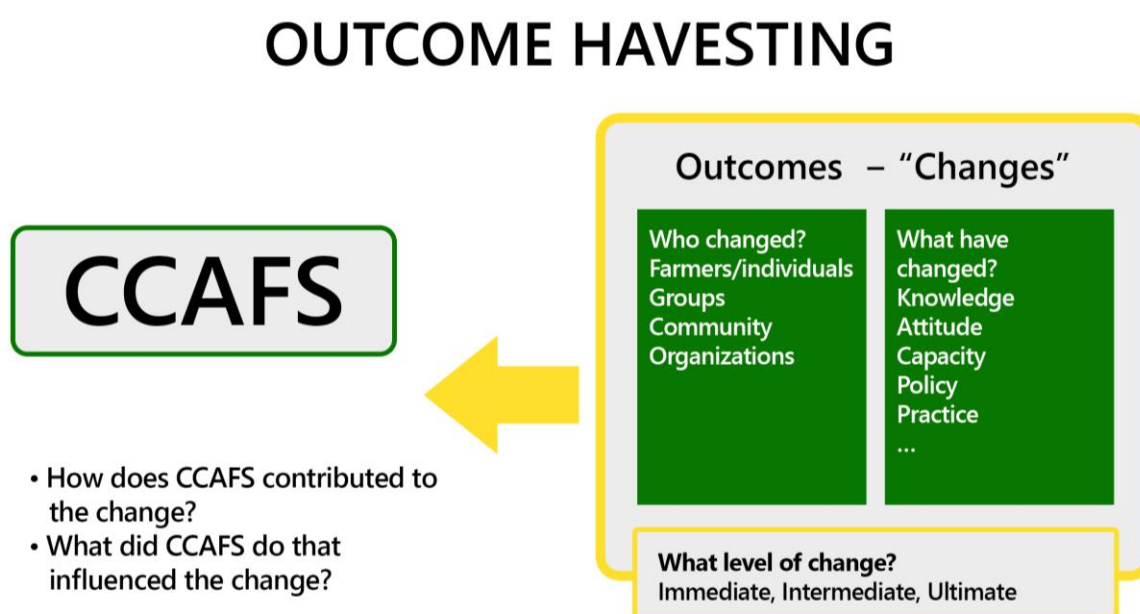 OUTCOME HAVESTING
CCAFS
• How does CCAFS contributed to
the change?
• What did CCAFS do that
influenced the change?
Outcomes – “Changes”
Who changed?
Farmers/individuals
Groups
Community
Organizations
What have
changed?
Knowledge
Attitude
Capacity
Policy
Practice
...
What level of change?
Immediate, Intermediate, Ultimate